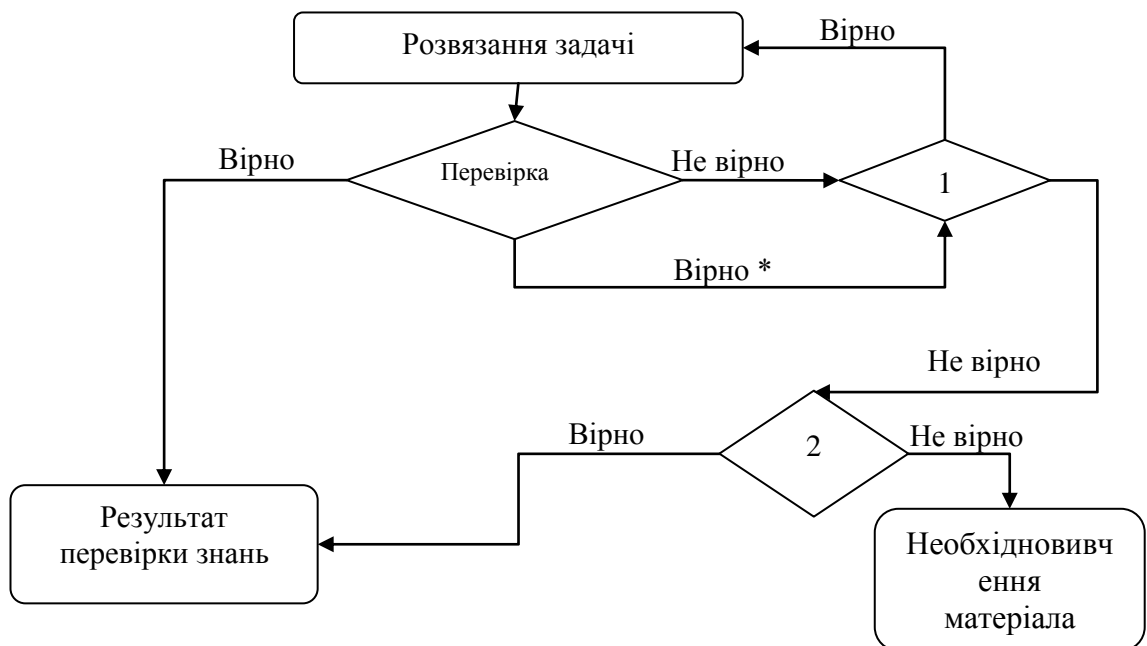 Вірно
Розвязання задачі
Вірно
Перевірка
Не вірно
1
Вірно *
Не вірно
Вірно
2
Не вірно
Результат
перевірки знань
Необхідновивч
ення
матеріала